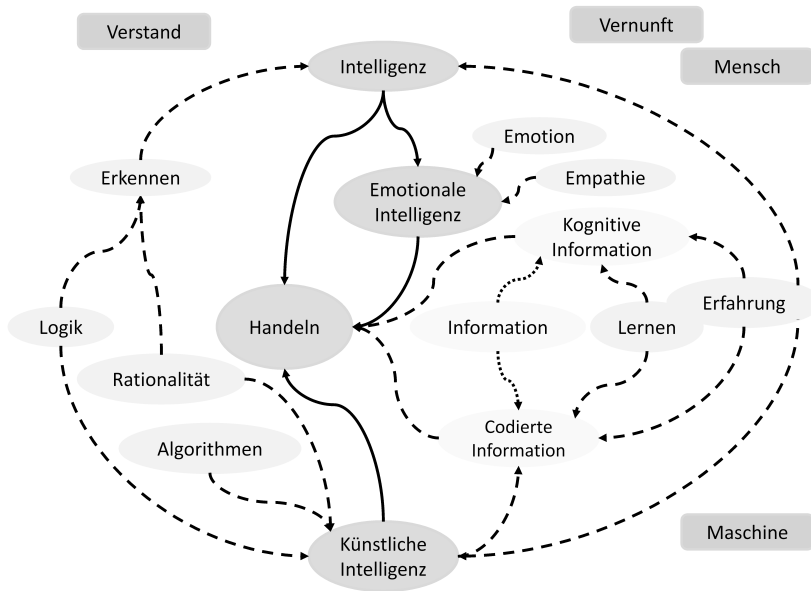 Verstand
Vernunft
Intelligenz
Mensch
Emotion
Erkennen
Empathie
Emotionale
Intelligenz
Kognitive
Information
Handeln
Information
Lernen
Erfahrung
Logik
Rationalität
Algorithmen
Codierte
Information
Maschine
Künstliche
Intelligenz